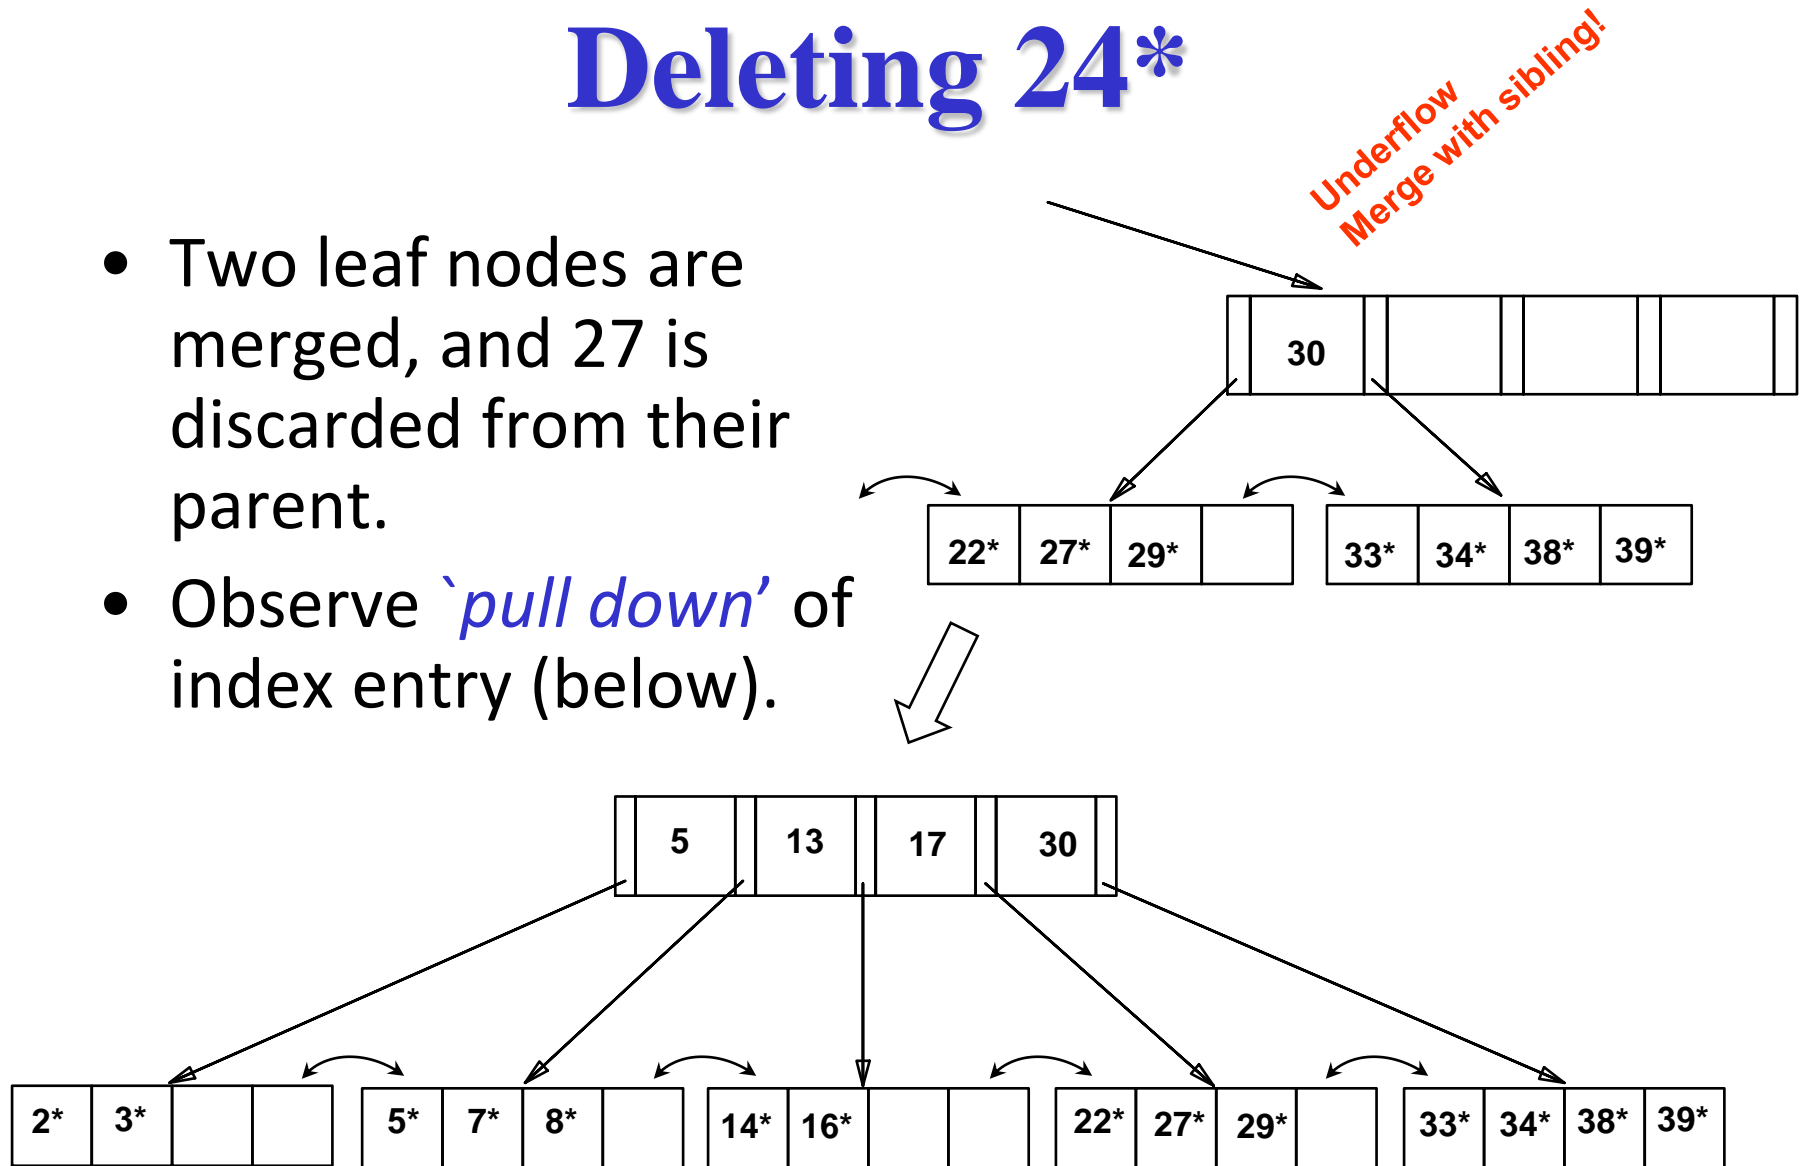 Deleting 24*
Underflow
Merge with sibling!
• Two leaf nodes are
merged, and 27 is
discarded from their
parent.
• Observe `pull down’ of
index entry (below).
30
22* 27* 29* 33* 34* 38* 39*
5 13 17 30
2* 3* 5* 7* 8* 14* 16* 22* 27* 29* 33* 34* 38* 39*